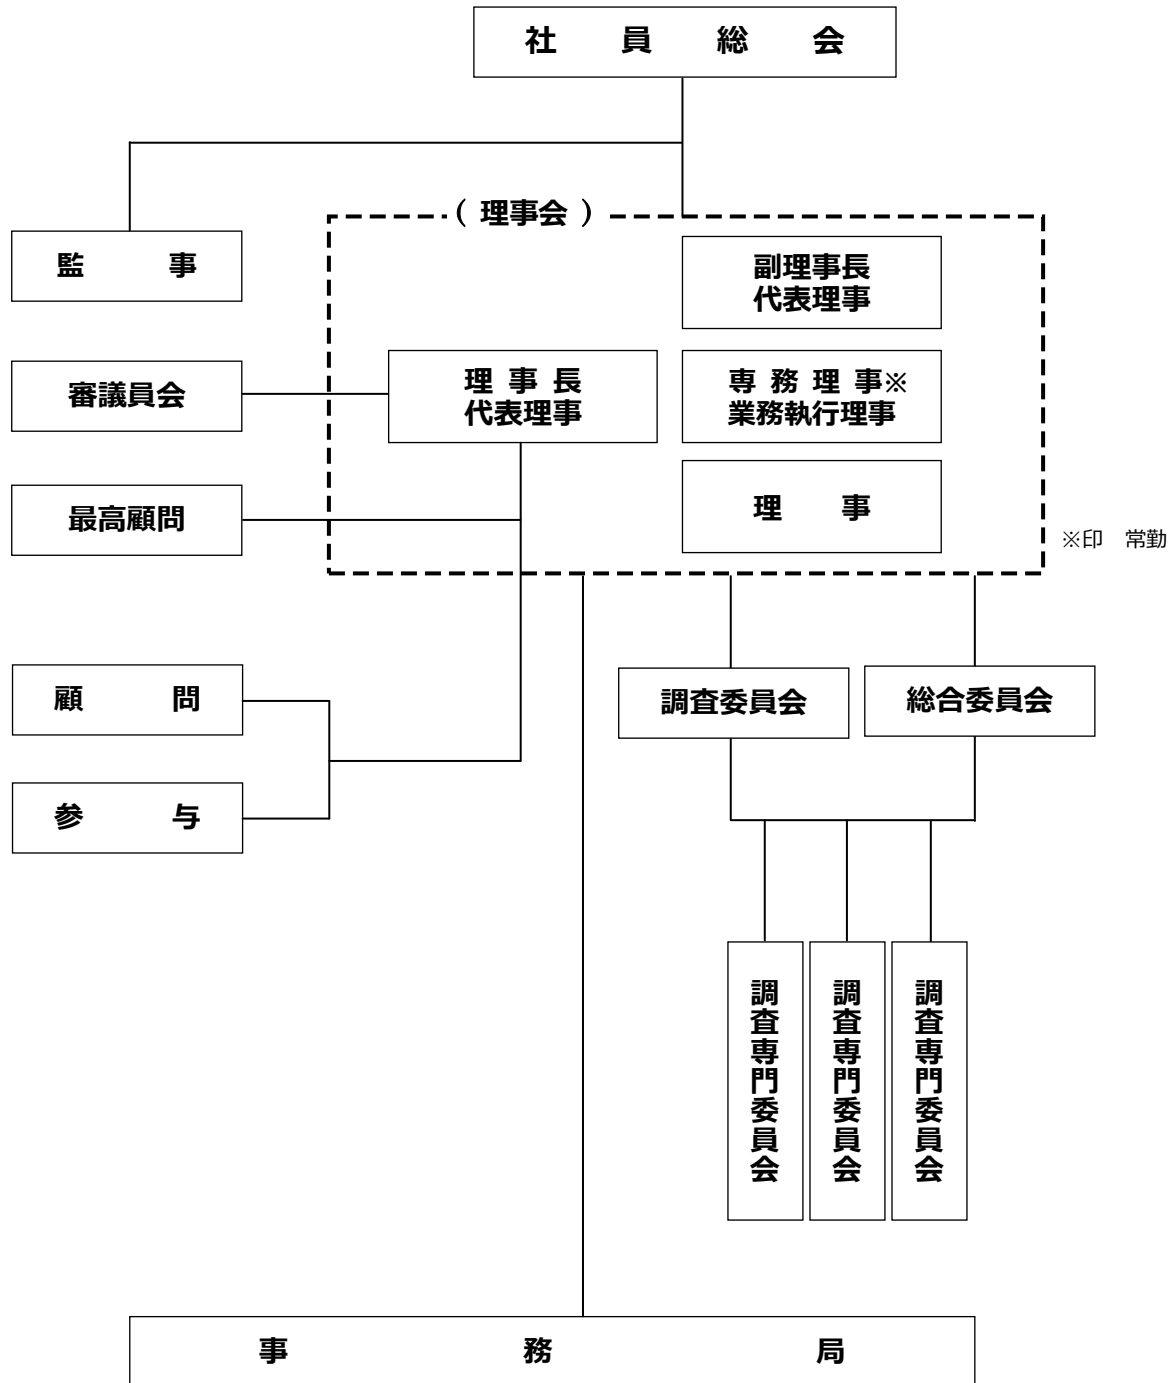 社員総会
(理事会)
監事
副理事長
代表理事
審議員会
理事長
代表理事
専務理事※
業務執行理事
最高顧問
理事
※印 常勤
顧問
調査委員会
総合委員会
参与
調査専門委員会
調査専門委員会
調査専門委員会
事務局